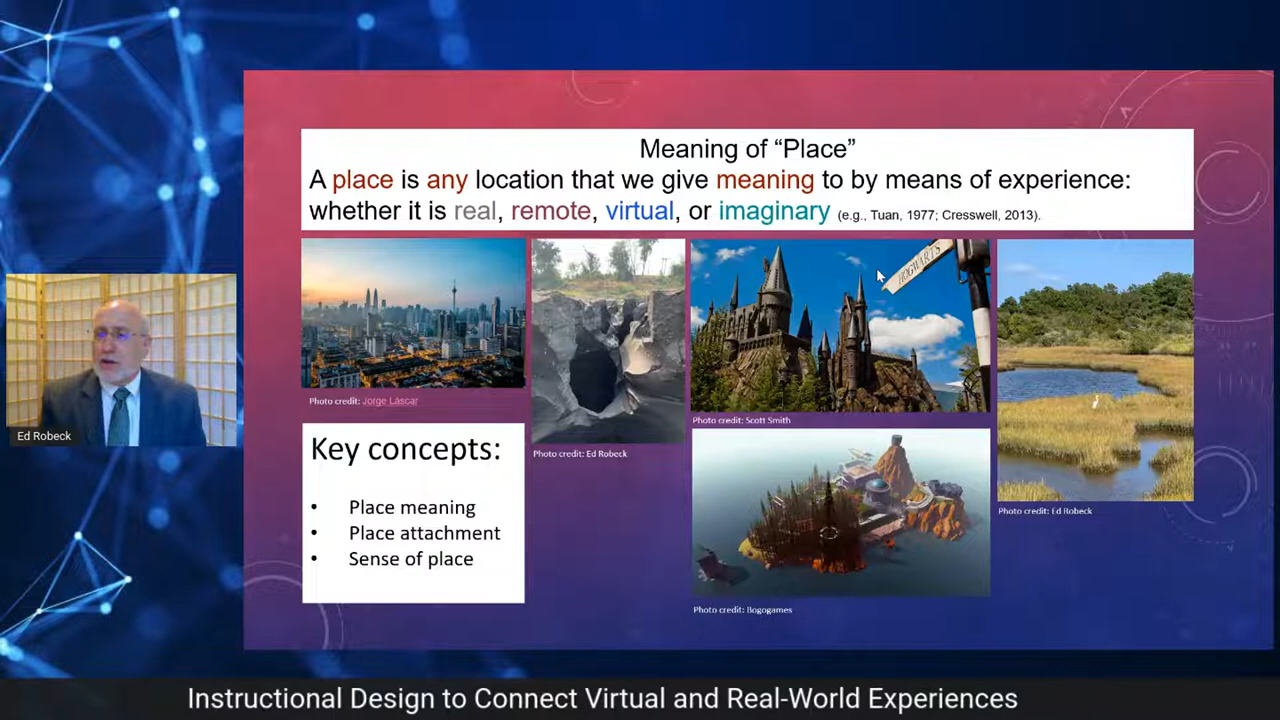 Meaning of “Place”
A place is any location that we give meaning to by means of experience:
whether it is real, remote, virtual, or imaginary (e.g., Tuan, 1977; Cresswell, 2013).
HOGWARTS
Photo credit: Jorge Láscar
Photo credit: Scott Smith
Ed Robeck
Key concepts:
Photo credit: Ed Robeck
• Place meaning
• Place attachment
• Sense of place
Photo credit: Ed Robeck
Photo credit: Bogogames
Instructional Design to Connect Virtual and Real-World Experiences